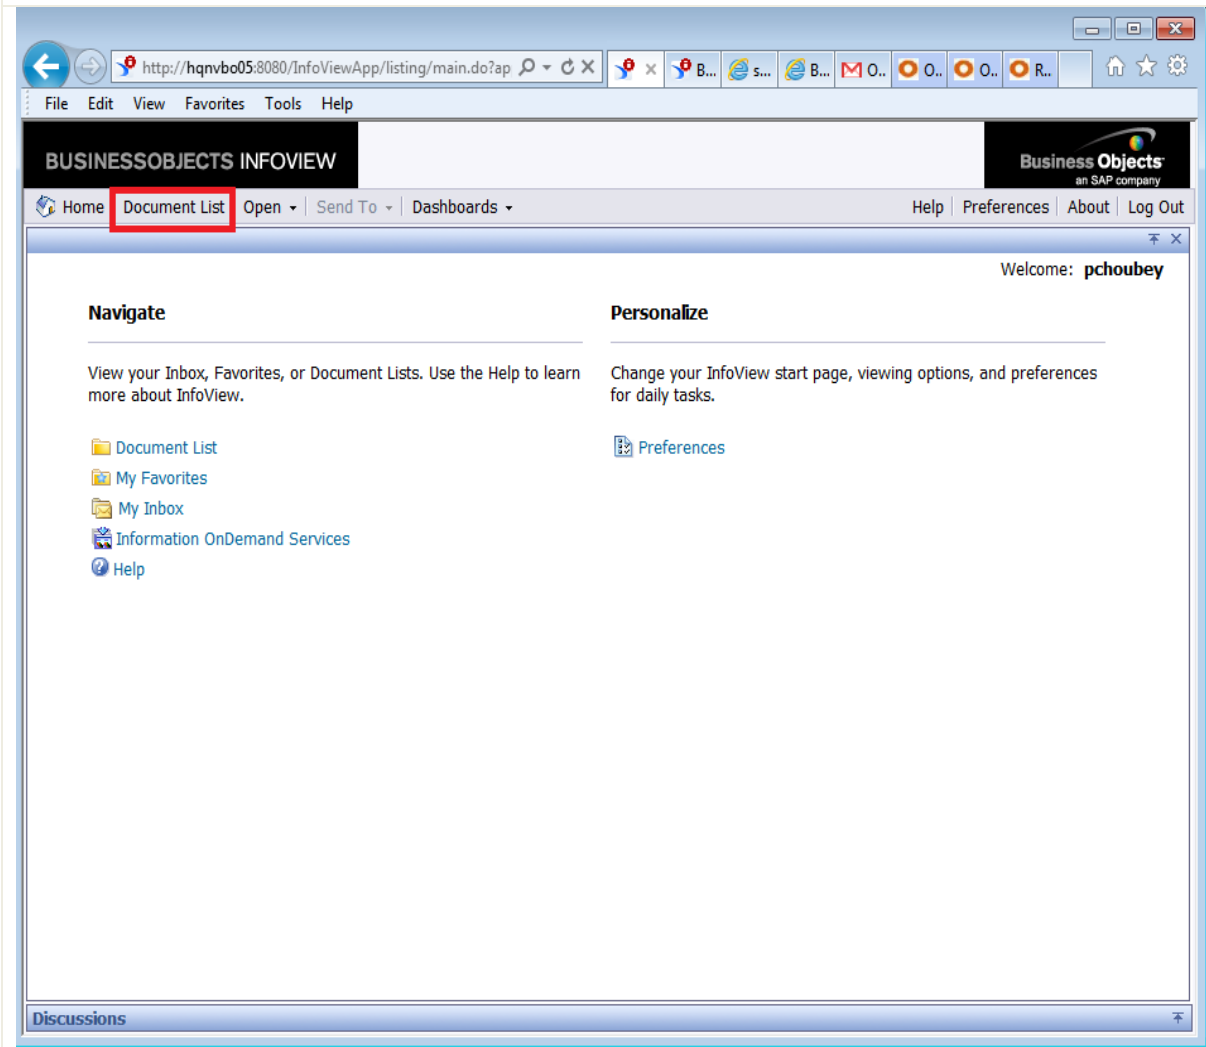 http://hqnvbo05:8080/InfoViewApp/listing/main.do?ap
B... s... B... O.. O.. O.. R..
File Edit View Favorites Tools Help
BUSINESSOBJECTS INFOVIEW
Business Objects
an SAP company
Home Document List Open Send To Dashboards Help Preferences About Log Out
Welcome: pchoubey
Navigate
View your Inbox, Favorites, or Document Lists. Use the Help to learn
more about InfoView.
Document List
My Favorites
My Inbox
Information OnDemand Services
Help
Personalize
Change your InfoView start page, viewing options, and preferences
for daily tasks.
Preferences
Discussions